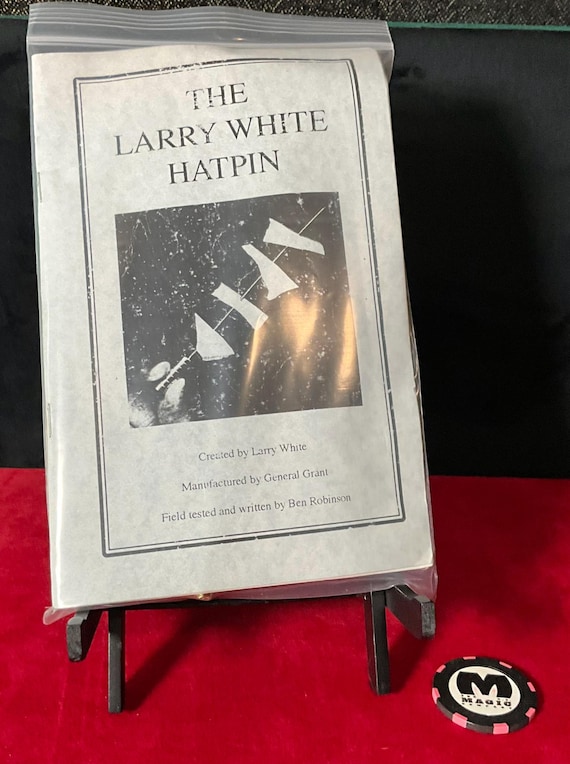 THE
LARRY WHITE
HATPIN
Created by Larry White
Manufactured by General Grant
Field tested and written by Ben Robinson
M
MAGIC